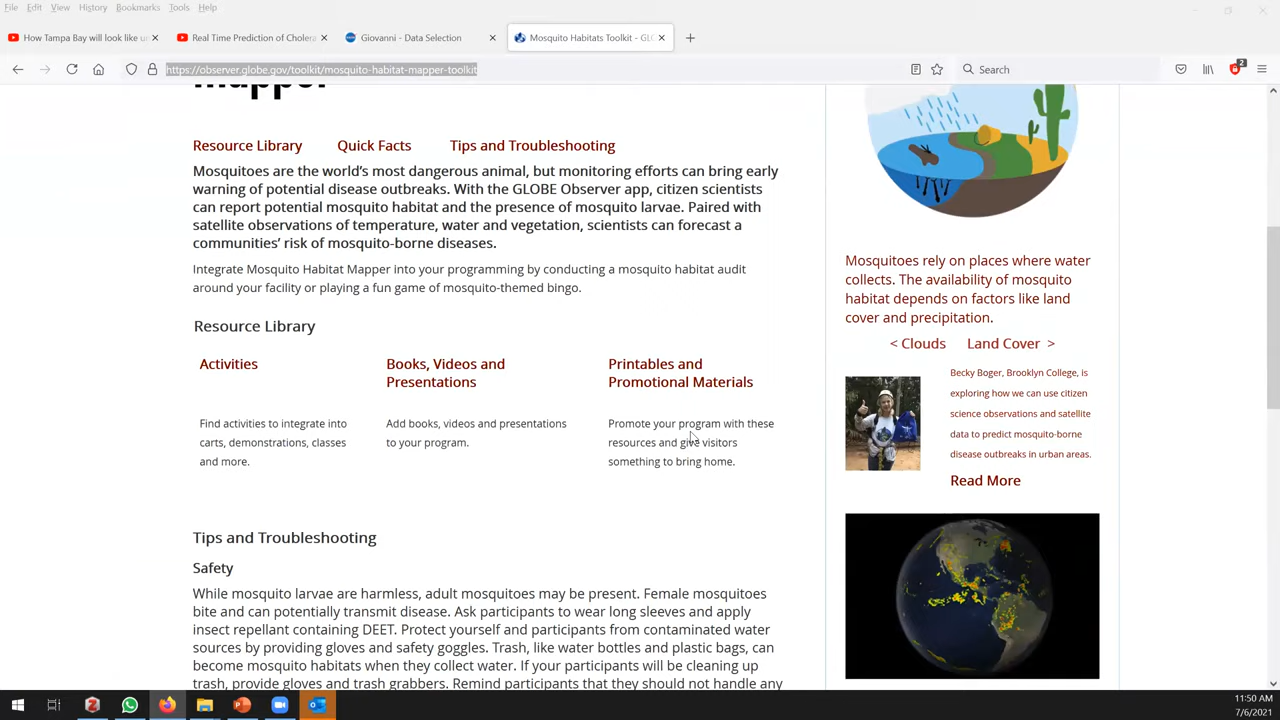 File Edit View History Bookmarks Tools Help
How Tampa Bay will look like u
Real Time Prediction of Cholera
Giovanni - Data Selection
Mosquito Habitats Toolkit - GLO
https://observer.globe.gov/toolkit/mosquito-habitat-mapper-toolkit
Search
2
mapper
Resource Library Quick Facts Tips and Troubleshooting
Mosquitoes are the world's most dangerous animal, but monitoring efforts can bring early
warning of potential disease outbreaks. With the GLOBE Observer app, citizen scientists
can report potential mosquito habitat and the presence of mosquito larvae. Paired with
satellite observations of temperature, water and vegetation, scientists can forecast a
communities' risk of mosquito-borne diseases.
Integrate Mosquito Habitat Mapper into your programming by conducting a mosquito habitat audit
around your facility or playing a fun game of mosquito-themed bingo.
Resource Library
Activities
Find activities to integrate into
carts, demonstrations, classes
and more.
Books, Videos and
Presentations
Add books, videos and presentations
to your program.
Printables and
Promotional Materials
Promote your program with these
resources and give visitors
something to bring home.
Tips and Troubleshooting
Safety
While mosquito larvae are harmless, adult mosquitoes may be present. Female mosquitoes
bite and can potentially transmit disease. Ask participants to wear long sleeves and apply
insect repellant containing DEET. Protect yourself and participants from contaminated water
sources by providing gloves and safety goggles. Trash, like water bottles and plastic bags, can
become mosquito habitats when they collect water. If your participants will be cleaning up
trash, provide gloves and trash grabbers. Remind participants that they should not handle any
Mosquitoes rely on places where water
collects. The availability of mosquito
habitat depends on factors like land
cover and precipitation.
< Clouds Land Cover >
Becky Boger, Brooklyn College, is
exploring how we can use citizen
science observations and satellite
data to predict mosquito-borne
disease outbreaks in urban areas.
Read More
11:50 AM
7/6/2021